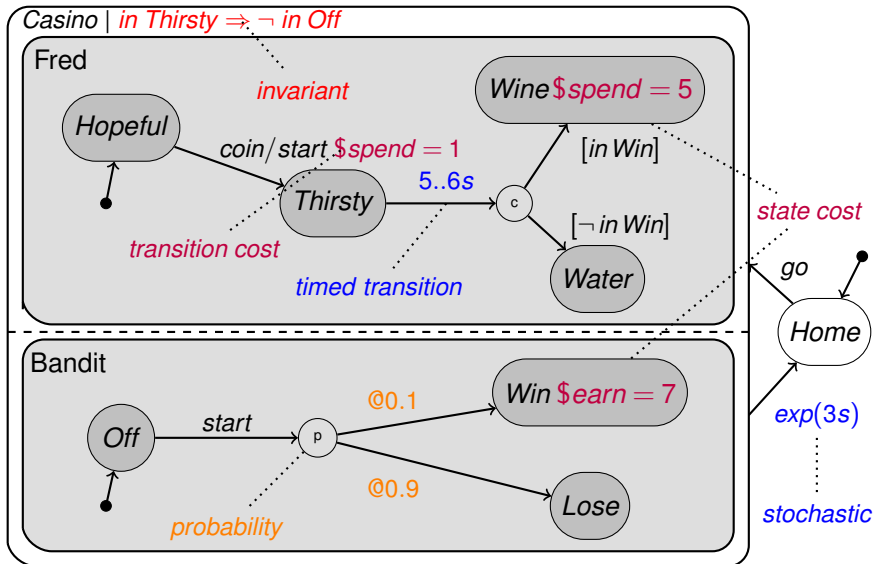 Casino | in Thirsty ⇒ ¬ in Off
Fred
invariant
Wine $spend = 5
Hopeful
coin/start $spend = 1
[in Win]
5..6s
Thirsty
c
state cost
[¬ in Win]
transition cost
go
timed transition
Water
Home
Bandit
@0.1
Win $earn = 7
start
exp(3s)
Off
p
@0.9
Lose
probability
stochastic